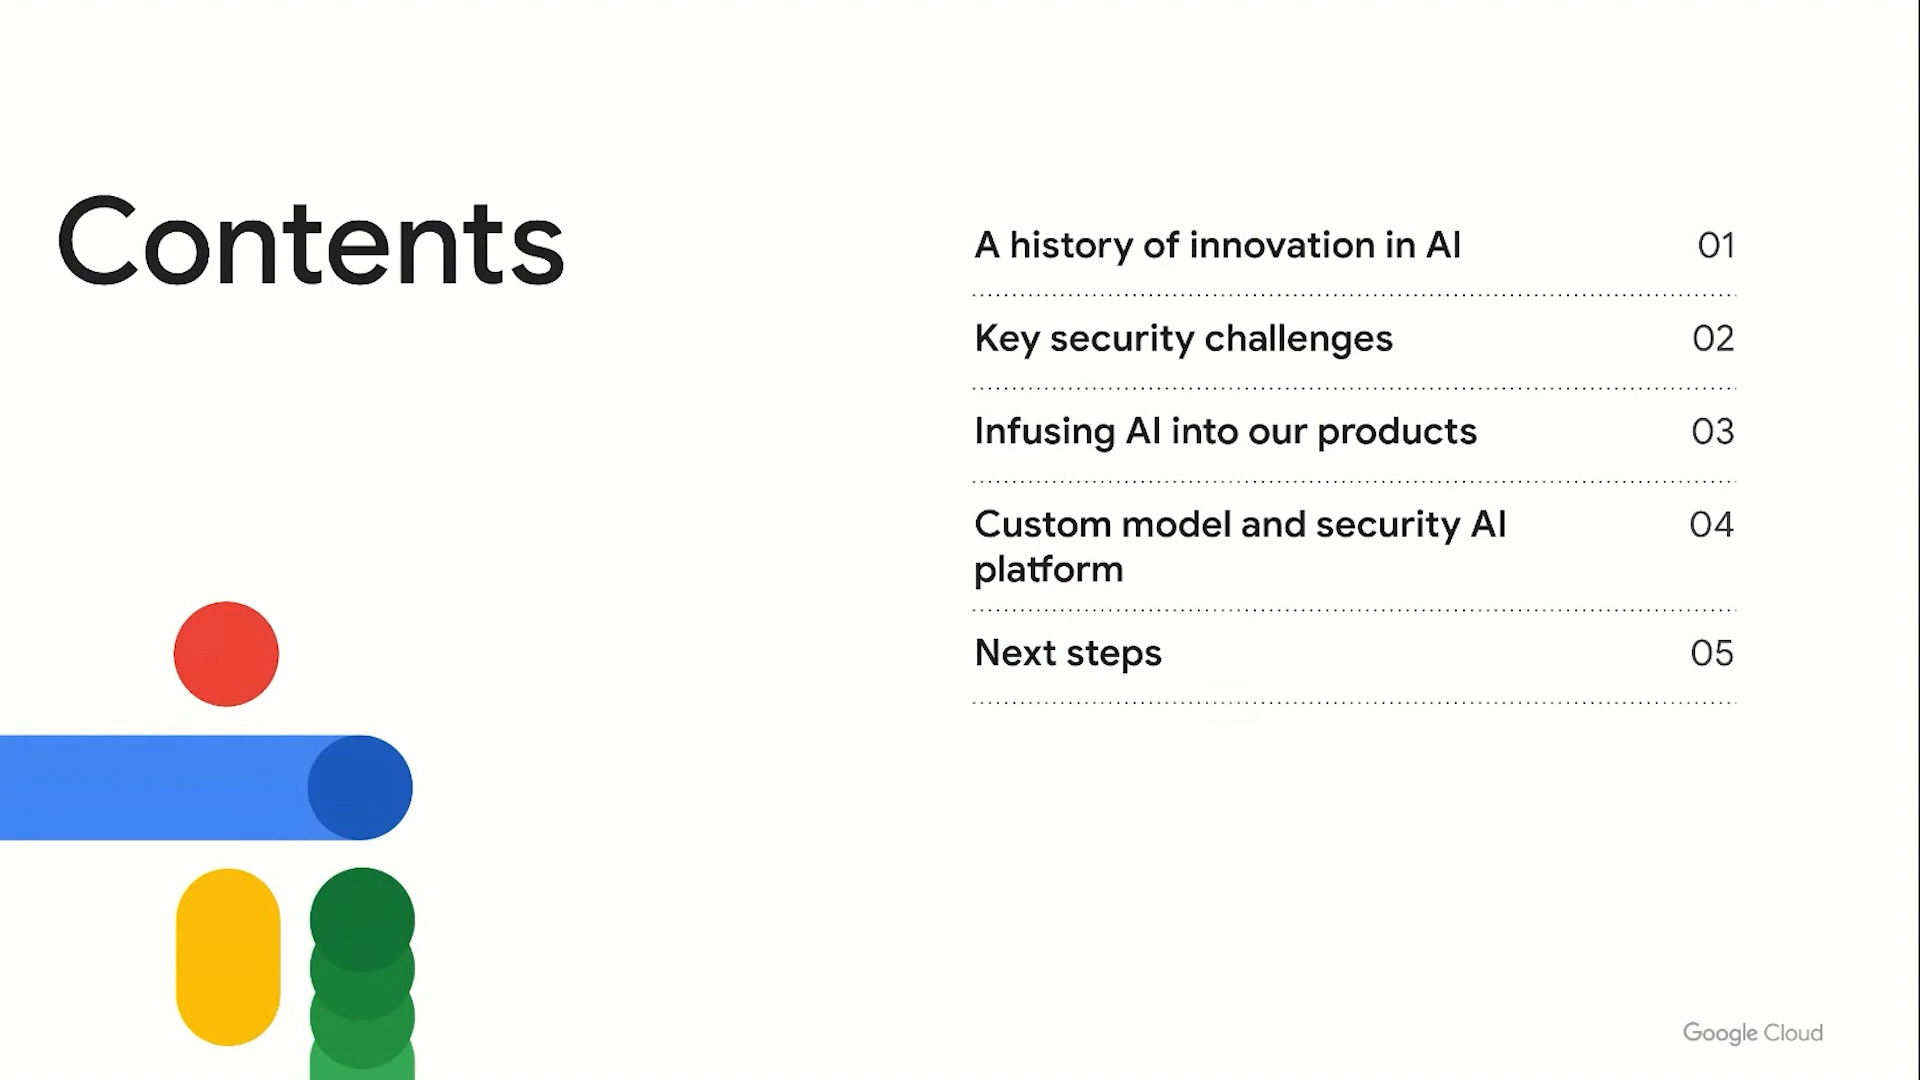 Contents
A history of innovation in AI 01
Key security challenges 02
Infusing AI into our products 03
Custom model and security AI 04
platform
Next steps 05
Google Cloud